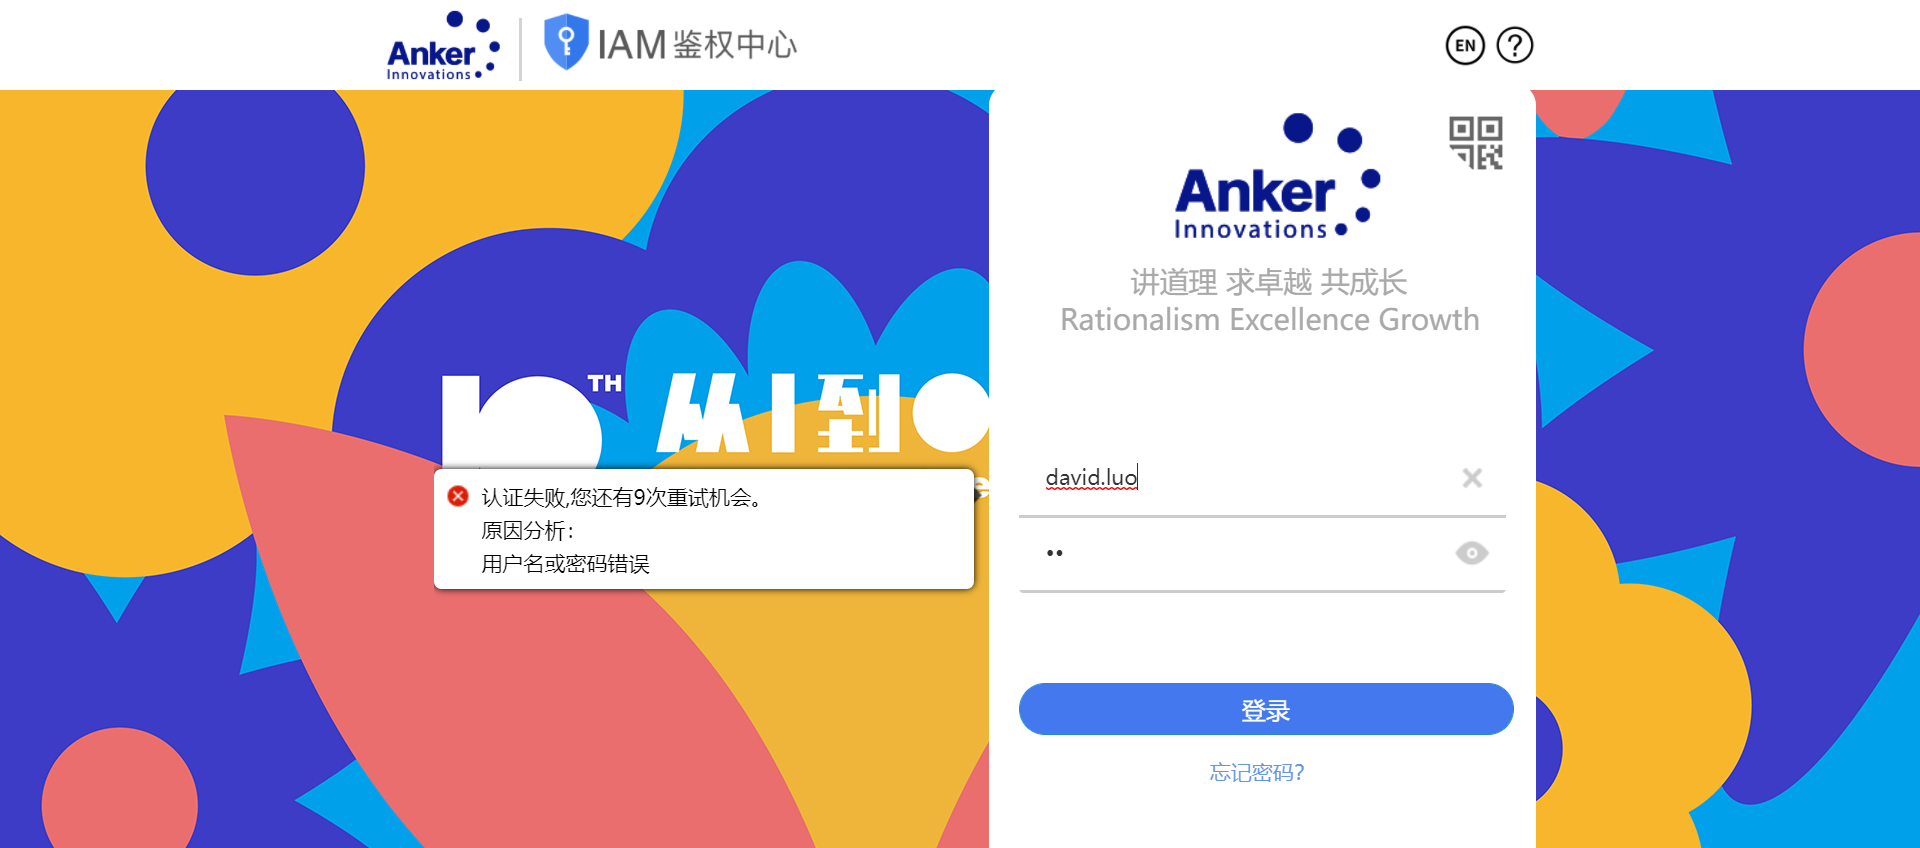 Anker
Innovations
IAM 鉴权中心
EN
?
Anker
Innovations
讲道理 求卓越 共成长
Rationalism Excellence Growth
10TH 从1到0
david.luo
••
认证失败,您还有9次重试机会。
原因分析：
用户名或密码错误
登录
忘记密码?